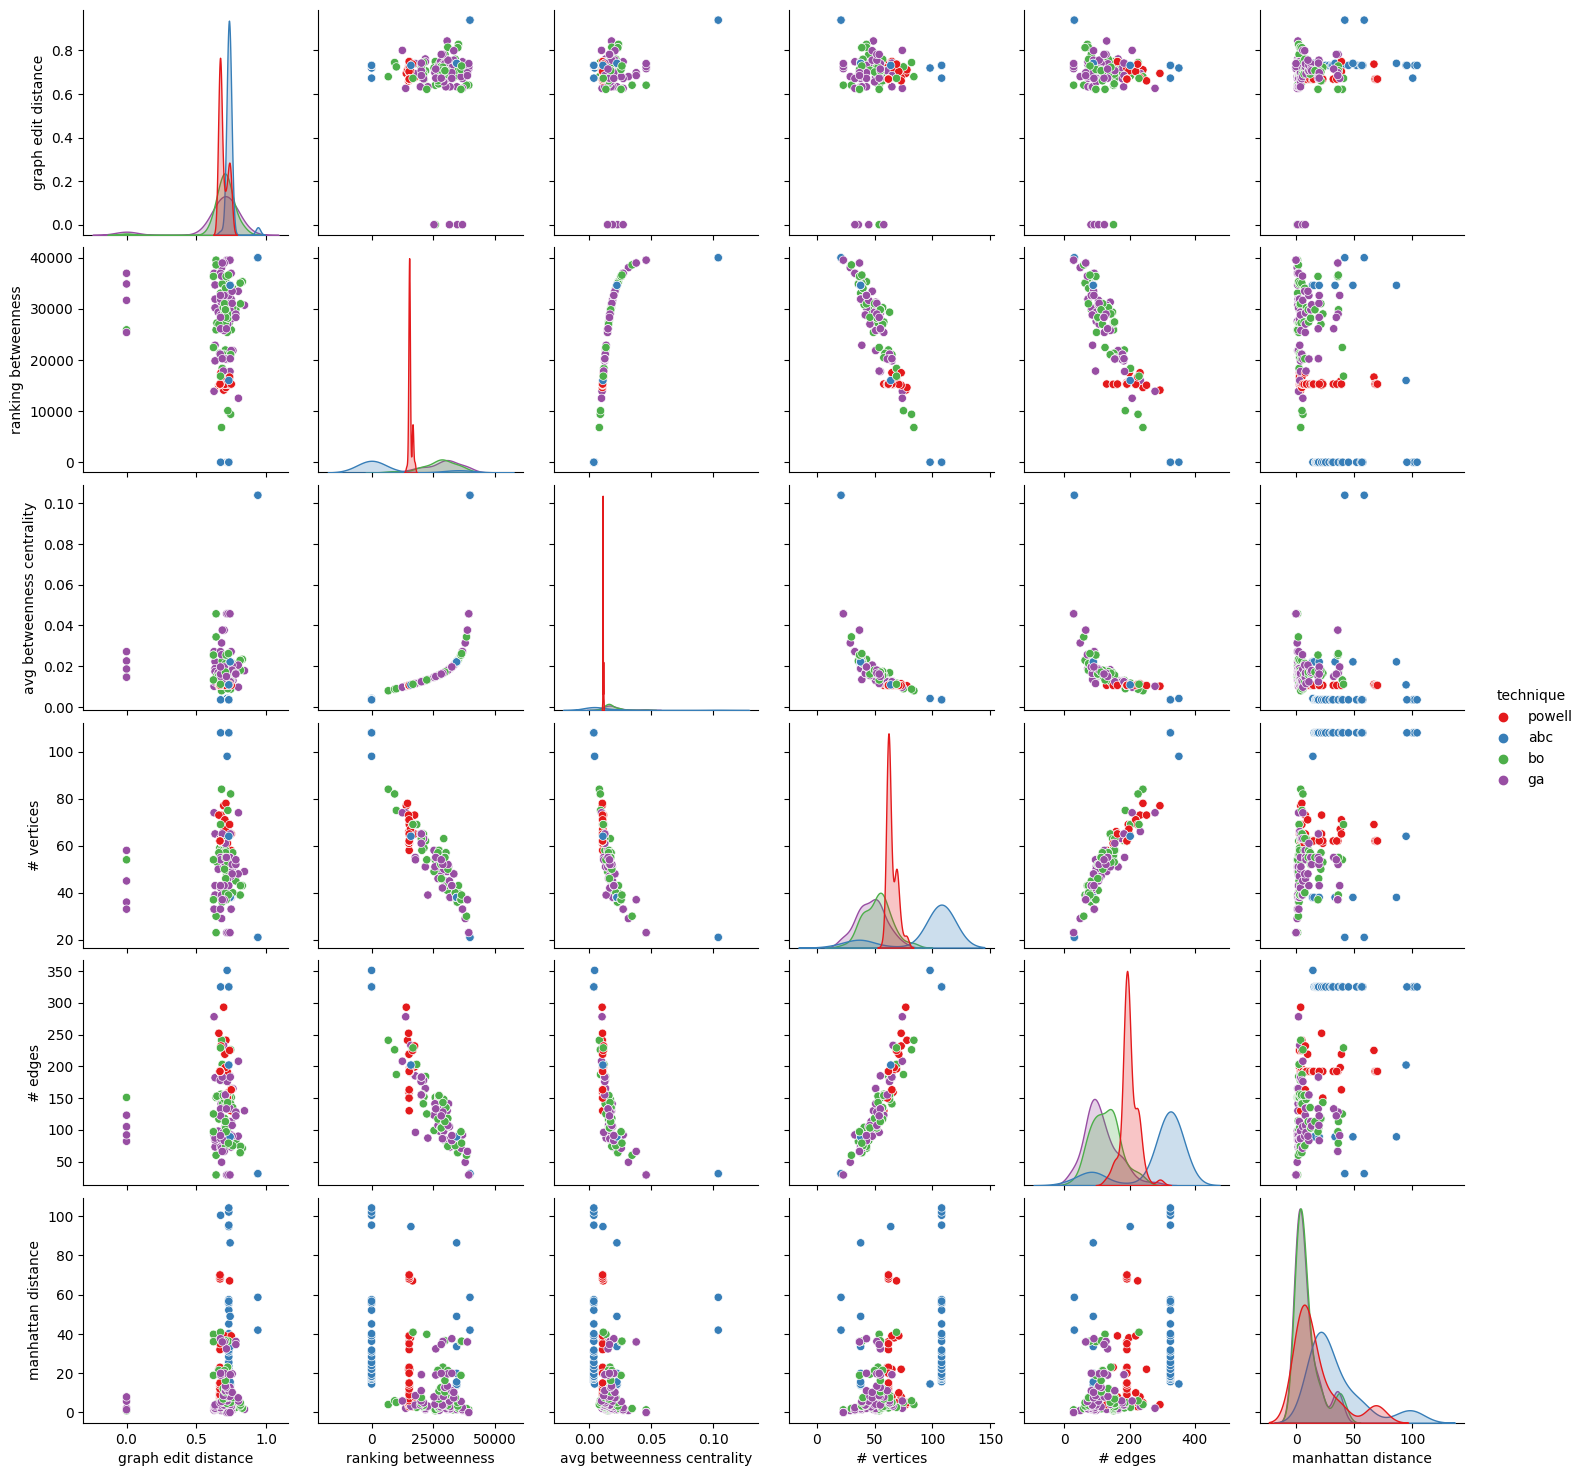 graph edit distance
0.8
0.6
0.4
0.2
0.0
ranking betweenness
40000
30000
20000
10000
0
avg betweenness centrality
0.10
0.08
0.06
0.04
0.02
0.00
# vertices
100
80
60
40
20
# edges
350
300
250
200
150
100
50
manhattan distance
100
80
60
40
20
0
0.0 0.5 1.0
graph edit distance
0 25000 50000
ranking betweenness
0.00 0.05 0.10
avg betweenness centrality
0 50 100 150
# vertices
0 200 400
# edges
0 50 100
manhattan distance
technique
powell
abc
bo
ga